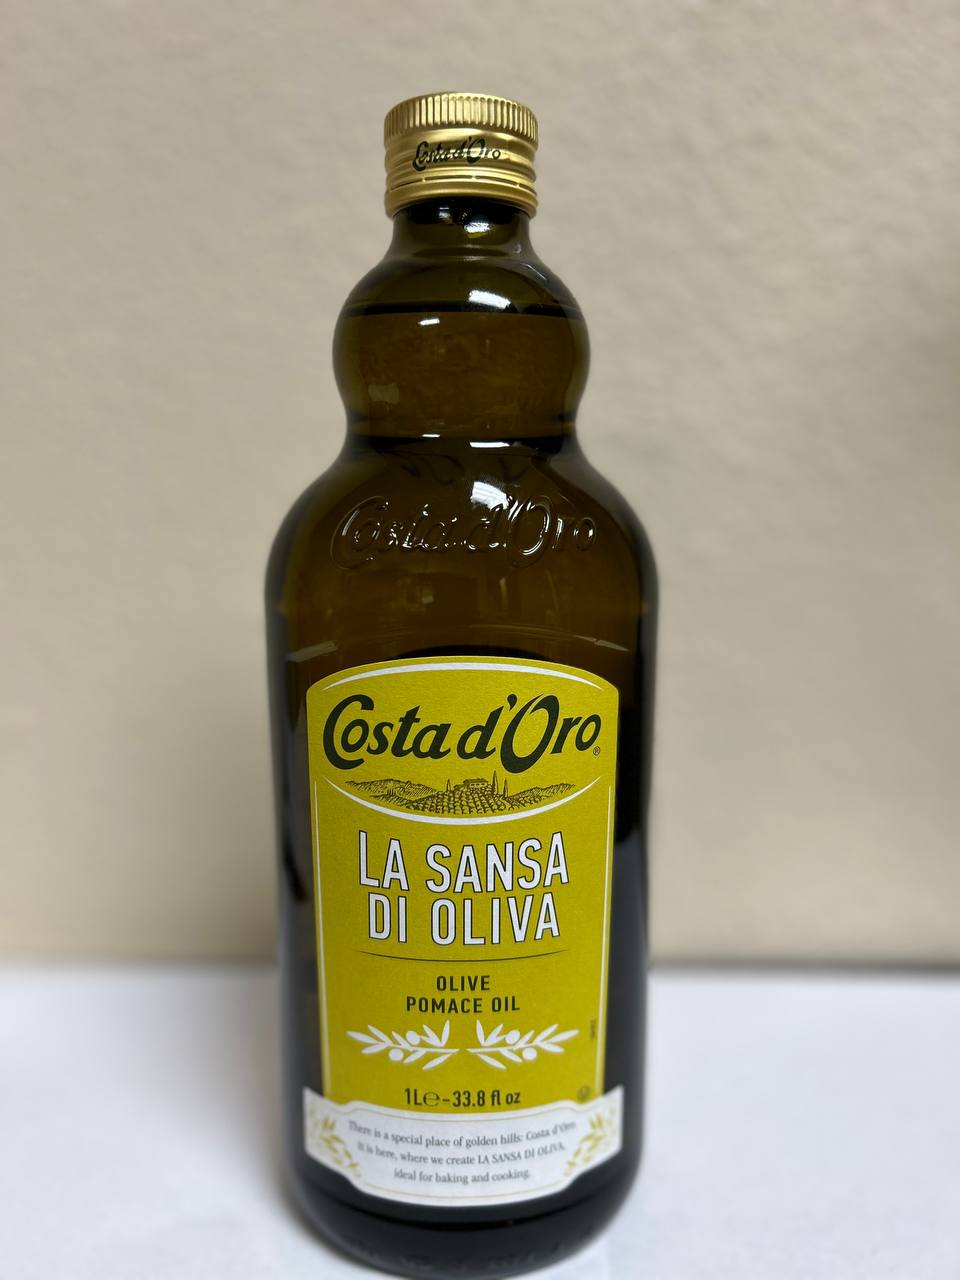 Costa d'Oro
Costa d'Oro
Costa d'Oro®
LA SANSA
DI OLIVA
OLIVE
POMACE OIL
1L℮-33.8 fl oz
There is a special place of golden hills: Costa d'Oro.
It is here, where we create LA SANSA DI OLIVA,
ideal for baking and cooking.